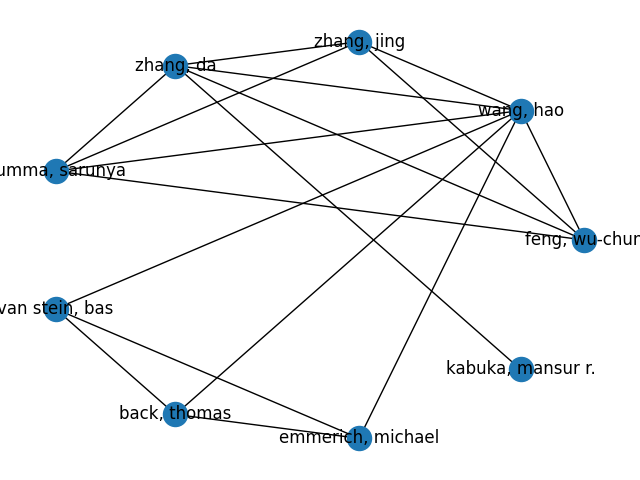 zhang, jing
zhang, da
wang, hao
umma, sarunya
feng, wu-chun
van stein, bas
kabuka, mansur r.
back, thomas
emmerich, michael